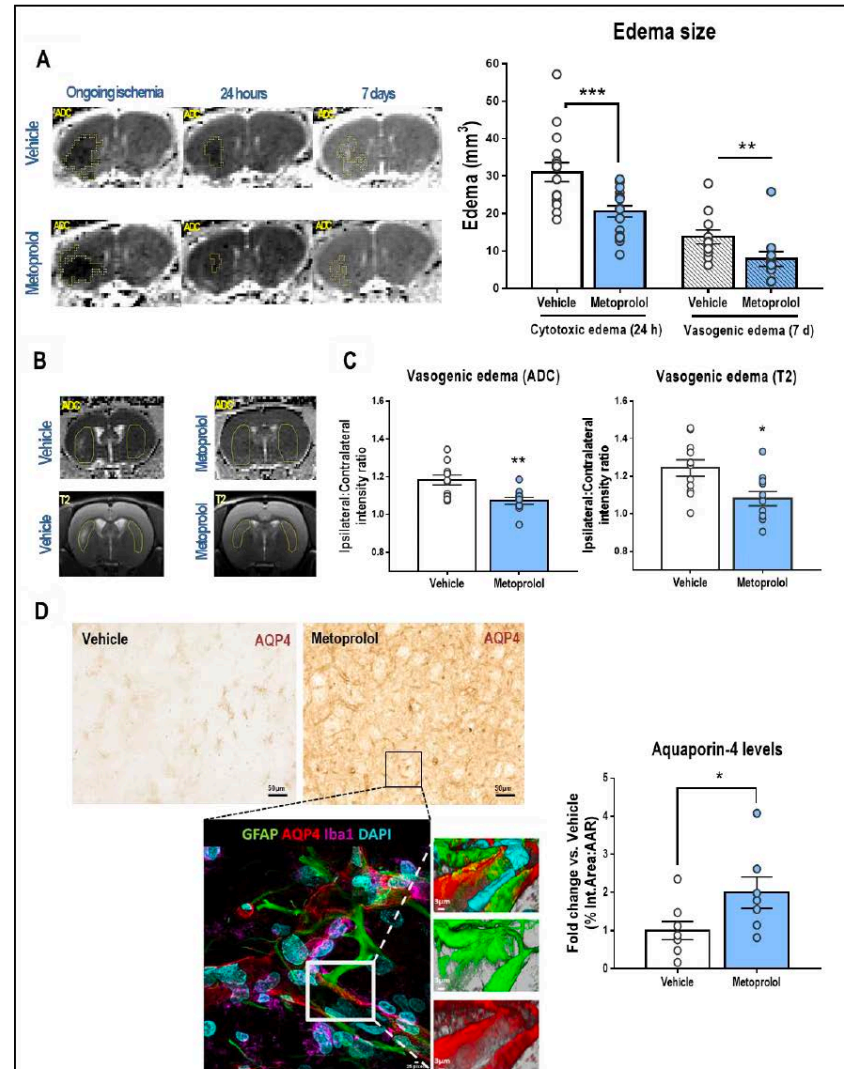 A
Ongoing ischemia
24 hours
7 days
Vehicle
ADC
ADC
ADC
Metoprolol
ADC
ADC
ADC
Edema size
Edema (mm³)
60
50
40
30
20
10
0
***
**
Vehicle
Metoprolol
Vehicle
Metoprolol
Cytotoxic edema (24 h)
Vasogenic edema (7 d)
B
Vehicle
ADC
Metoprolol
ADC
Vehicle
T2
Metoprolol
C
Vasogenic edema (ADC)
Ipsilateral:Contralateral
intensity ratio
1.6
1.4
1.2
1.0
0.8
**
Vehicle
Metoprolol
Vasogenic edema (T2)
Ipsilateral:Contralateral
intensity ratio
1.6
1.4
1.2
1.0
*
Vehicle
Metoprolol
D
Vehicle
AQP4
50µm
Metoprolol
AQP4
50µm
GFAP AQP4 Iba1 DAPI
3µm
3µm
3µm
Aquaporin-4 levels
Fold change vs. Vehicle
(% Int.Area:AAR)
5
4
3
2
1
0
*
Vehicle
Metoprolol